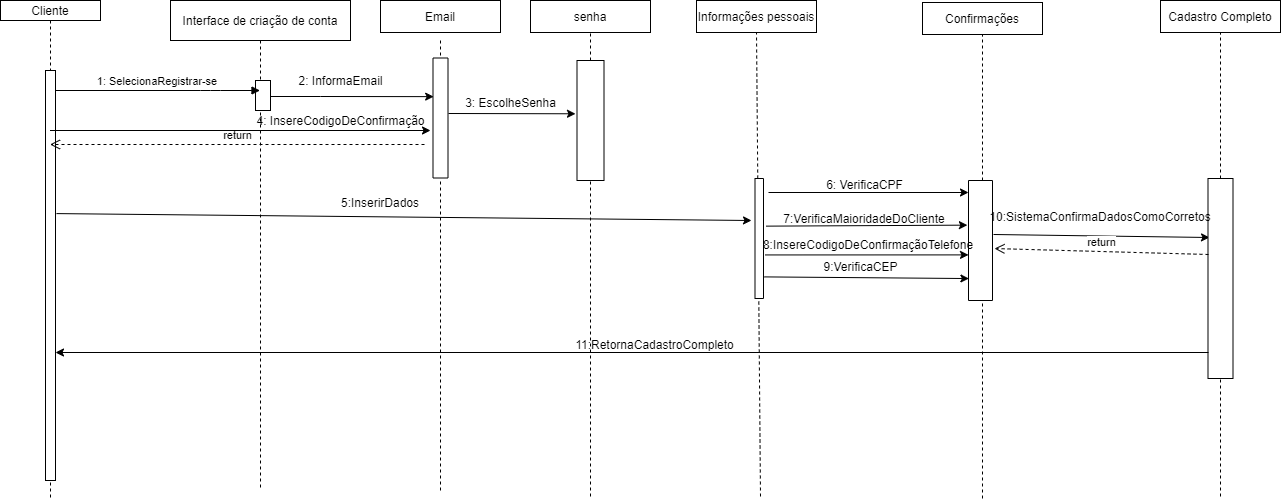 Cliente
Interface de criação de conta
Email
senha
Informações pessoais
Confirmações
Cadastro Completo
1: SelecionaRegistrar-se
2: InformaEmail
3: EscolheSenha
4: InsereCodigoDeConfirmação
return
5:InserirDados
6: VerificaCPF
7:VerificaMaioridadeDoCliente
8:InsereCodigoDeConfirmaçãoTelefone
9:VerificaCEP
10:SistemaConfirmaDadosComoCorretos
return
11:RetornaCadastroCompleto